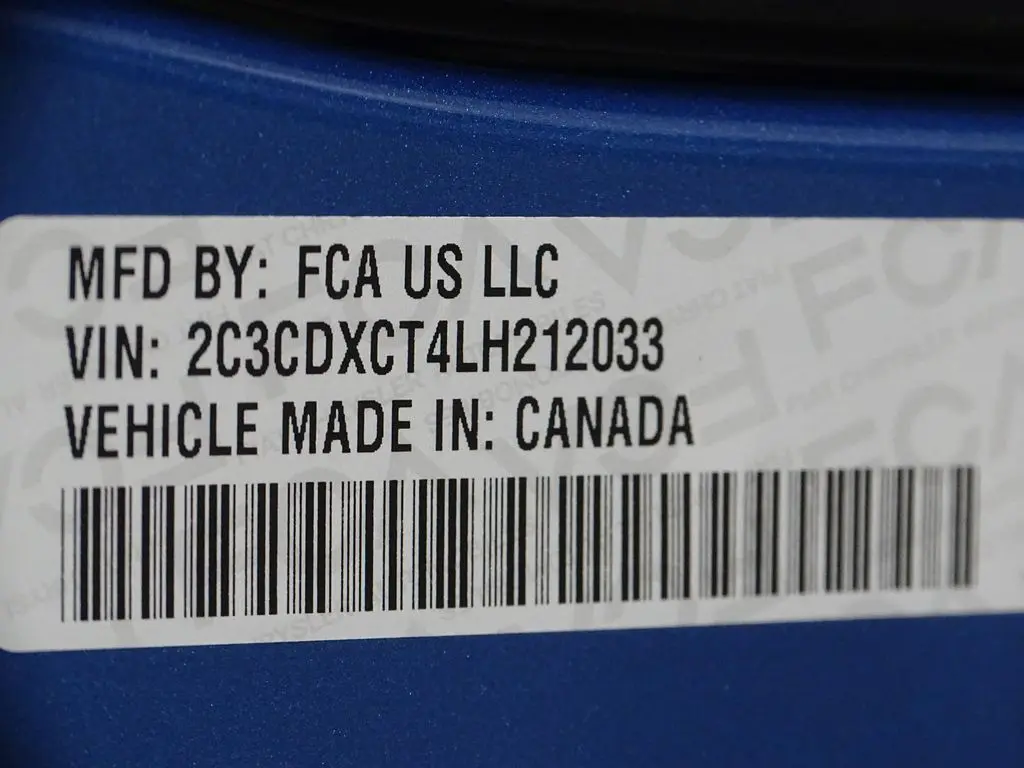 MFD BY: FCA US LLC
VIN: 2C3CDXCT4LH212033
VEHICLE MADE IN: CANADA